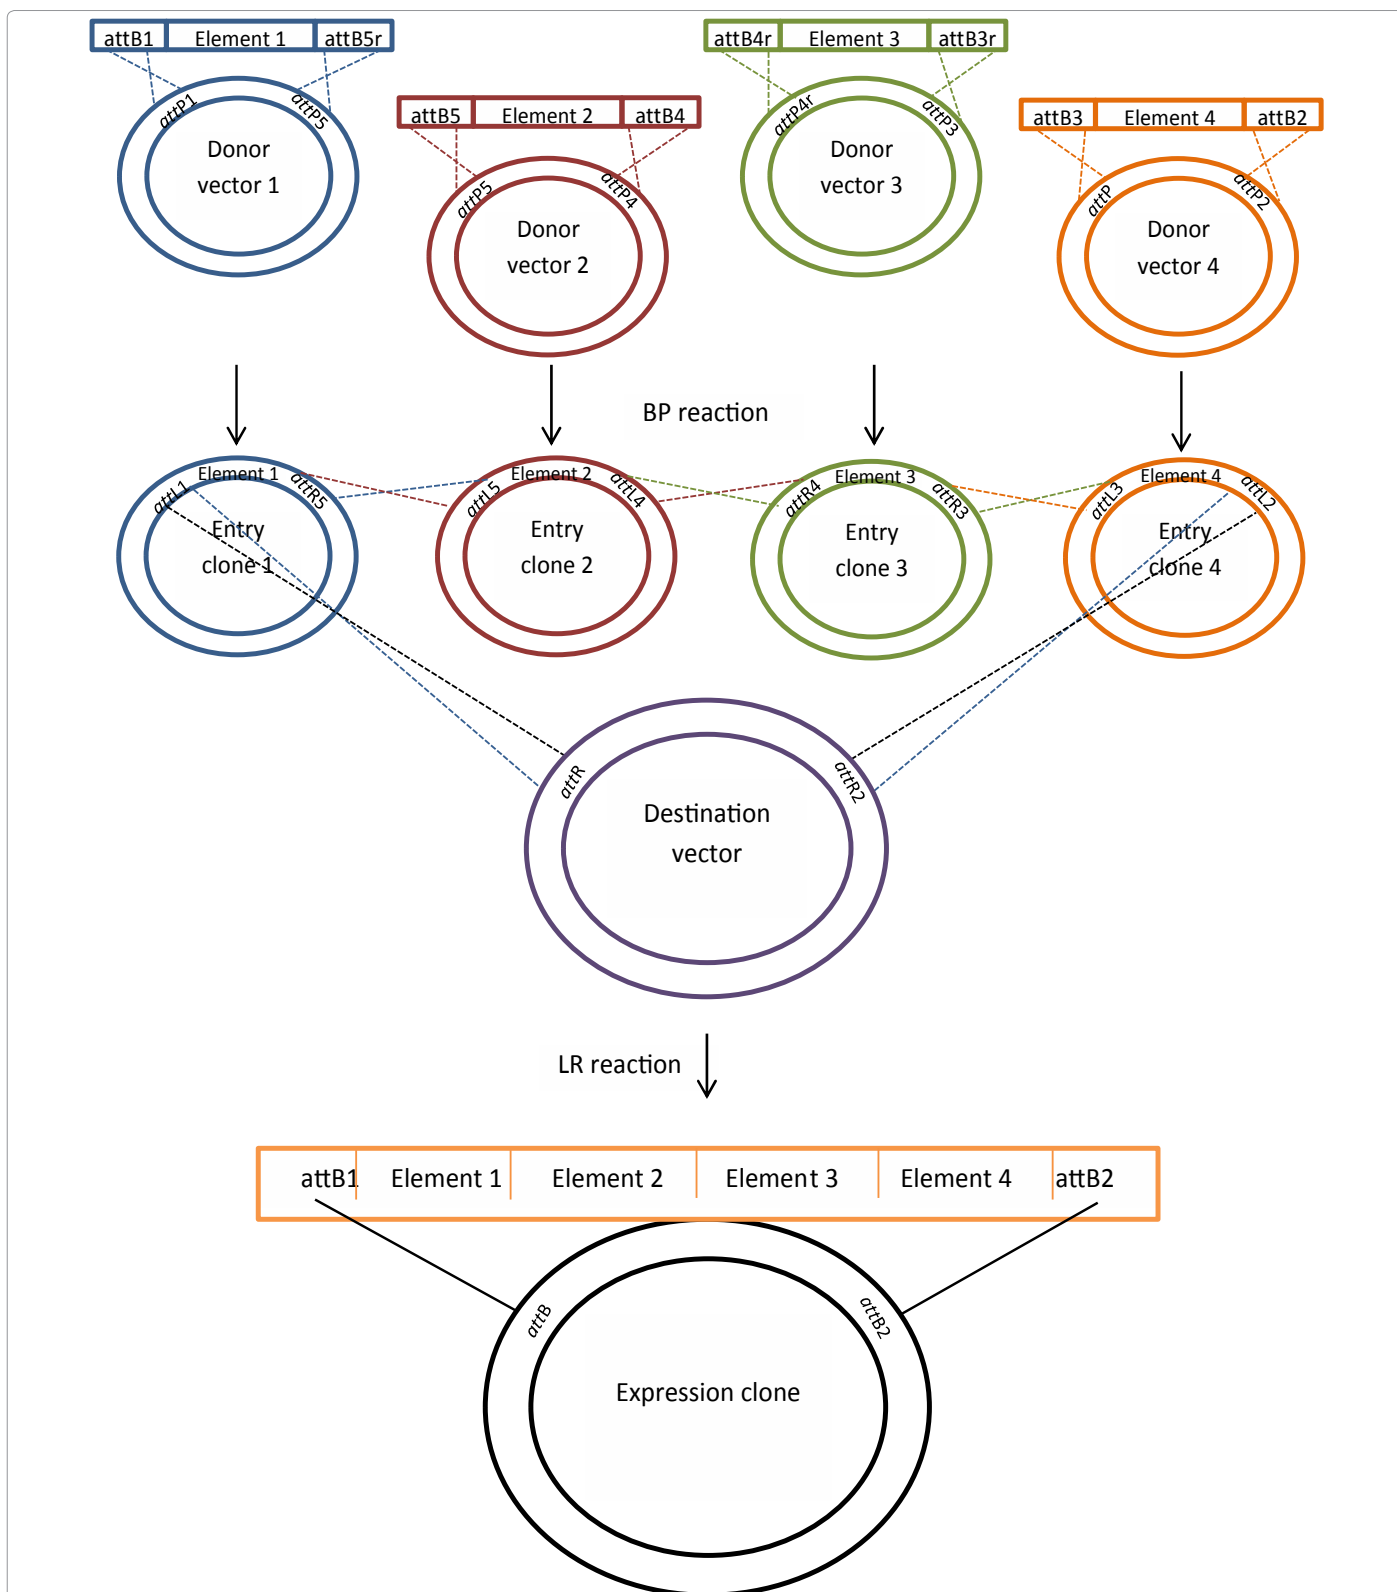 attB1 Element 1 attB5r
attB4r Element 3 attB3r
attB5 Element 2 attB4
attB3 Element 4 attB2
attP1 attP5
Donor
vector 1
attP5 attP4
Donor
vector 2
attP4r attP3
Donor
vector 3
attP attP2
Donor
vector 4
BP reaction
attL1 Element 1 attR5
Entry
clone 1
attL5 Element 2 attL4
Entry
clone 2
attR4 Element 3 attR3
Entry
clone 3
attL3 Element 4 attL2
Entry
clone 4
attR attR2
Destination
vector
LR reaction
attB1 Element 1 Element 2 Element 3 Element 4 attB2
attB attB2
Expression clone